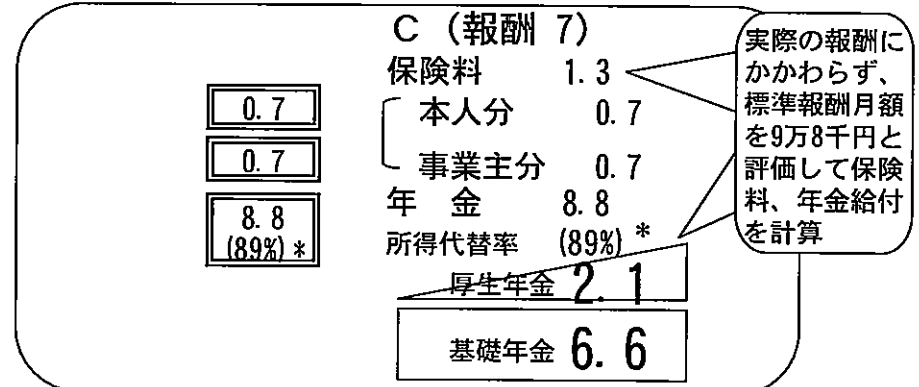 C（報酬 7）
保険料 1.3
本人分 0.7
事業主分 0.7
年 金 8.8
所得代替率 (89%)*
厚生年金 2.1
基礎年金 6.6
0.7
0.7
8.8
(89%)*
実際の報酬に
かかわらず、
標準報酬月額
を9万8千円と
評価して保険
料、年金給付
を計算